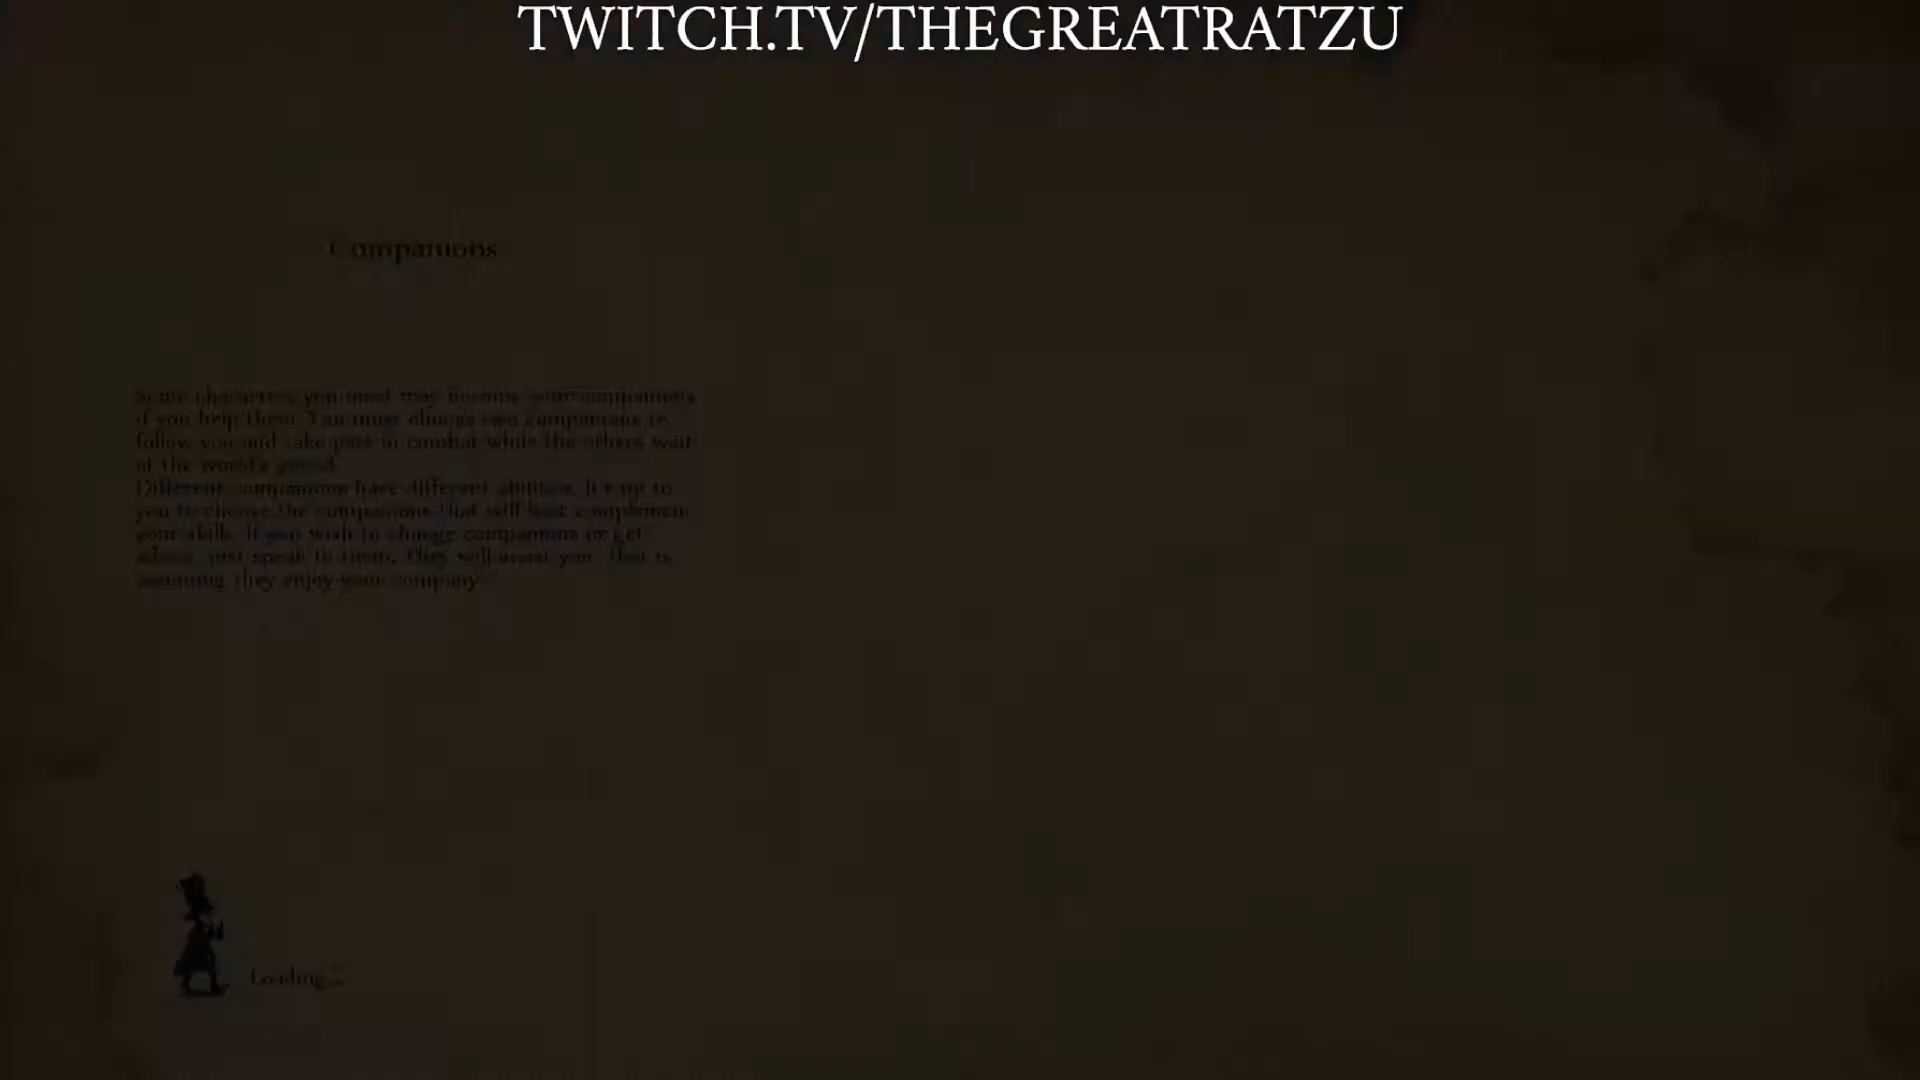 TWITCH.TV/THEGREATRATZU
Companions
Some characters you meet may become your companions
if you help them. You must choose two companions to
follow you and take part in combat while the others wait
at the world's portal.
Different companions have different abilities. It's up to
you to choose the companions that will best complement
your skills. If you wish to change companions or get
advice, just speak to them. They will assist you. That is
assuming they enjoy your company.
Loading...